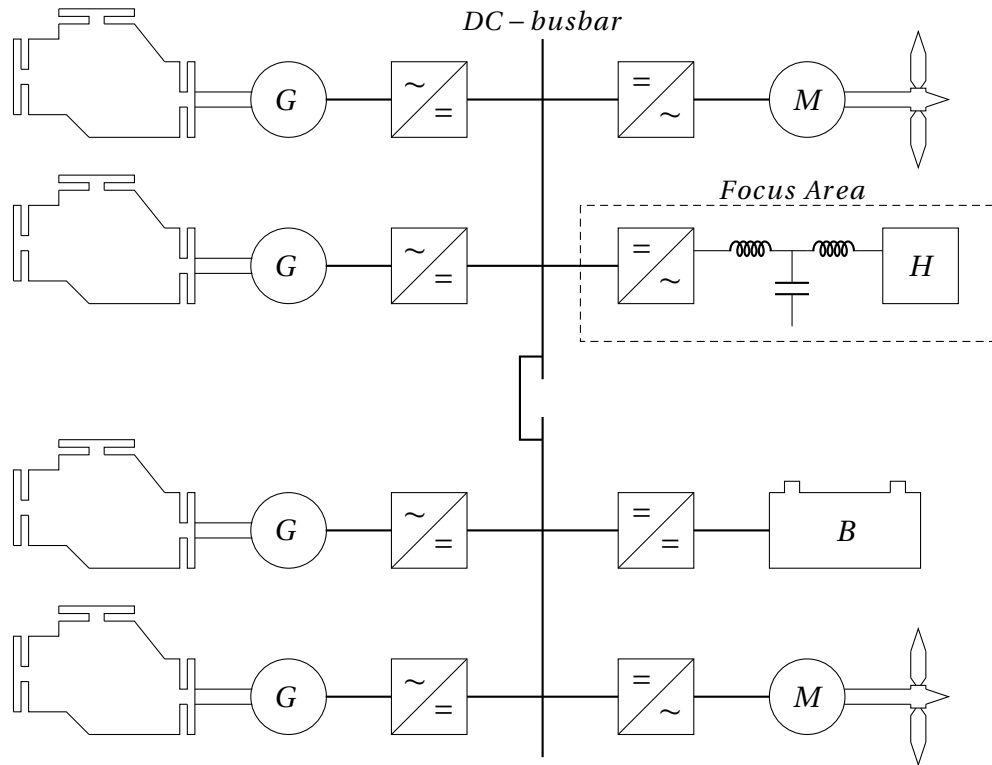 DC – busbar
G
~
=
=
~
M
Focus Area
G
~
=
=
~
H
G
~
=
=
=
B
G
~
=
=
~
M